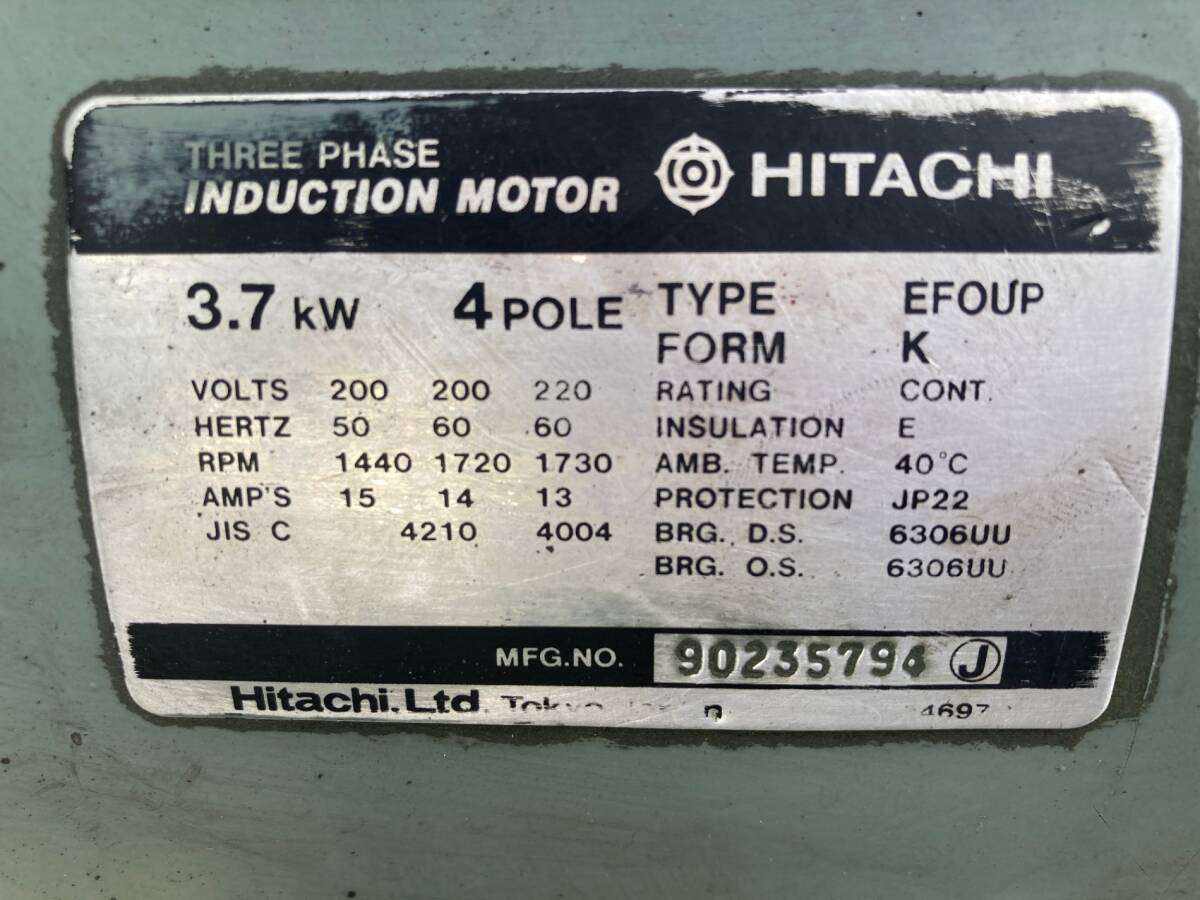 THREE PHASE
INDUCTION MOTOR
HITACHI
3.7 kW 4 POLE
VOLTS 200 200 220
HERTZ 50 60 60
RPM 1440 1720 1730
AMP'S 15 14 13
JIS C 4210 4004
TYPE EFOUP
FORM K
RATING CONT.
INSULATION E
AMB. TEMP. 40°C
PROTECTION JP22
BRG. D.S. 6306UU
BRG. O.S. 6306UU
MFG.NO. 90235794 J
Hitachi, Ltd. Tokyo